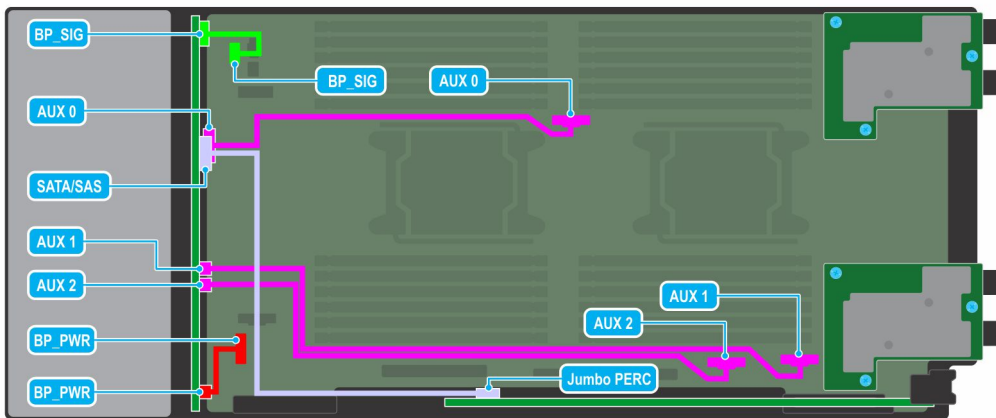 BP_SIG
BP_SIG
AUX 0
AUX 0
SATA/SAS
AUX 1
AUX 2
AUX 1
AUX 2
BP_PWR
Jumbo PERC
BP_PWR